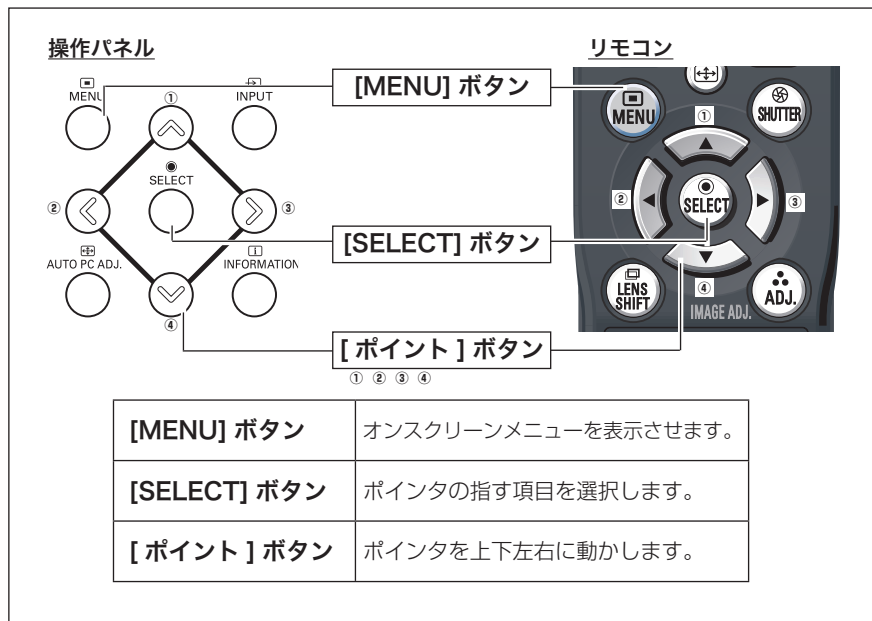 操作パネル
リモコン
MENU
①
INPUT
[MENU] ボタン
MENU
①
SHUTTER
SELECT
②
③
②
SELECT
③
[SELECT] ボタン
AUTO PC ADJ.
INFORMATION
④
④
LENS SHIFT
ADJ.
IMAGE ADJ.
[ ポイント ] ボタン
① ② ③ ④
[MENU] ボタン オンスクリーンメニューを表示させます。
[SELECT] ボタン ポインタの指す項目を選択します。
[ ポイント ] ボタン ポインタを上下左右に動かします。